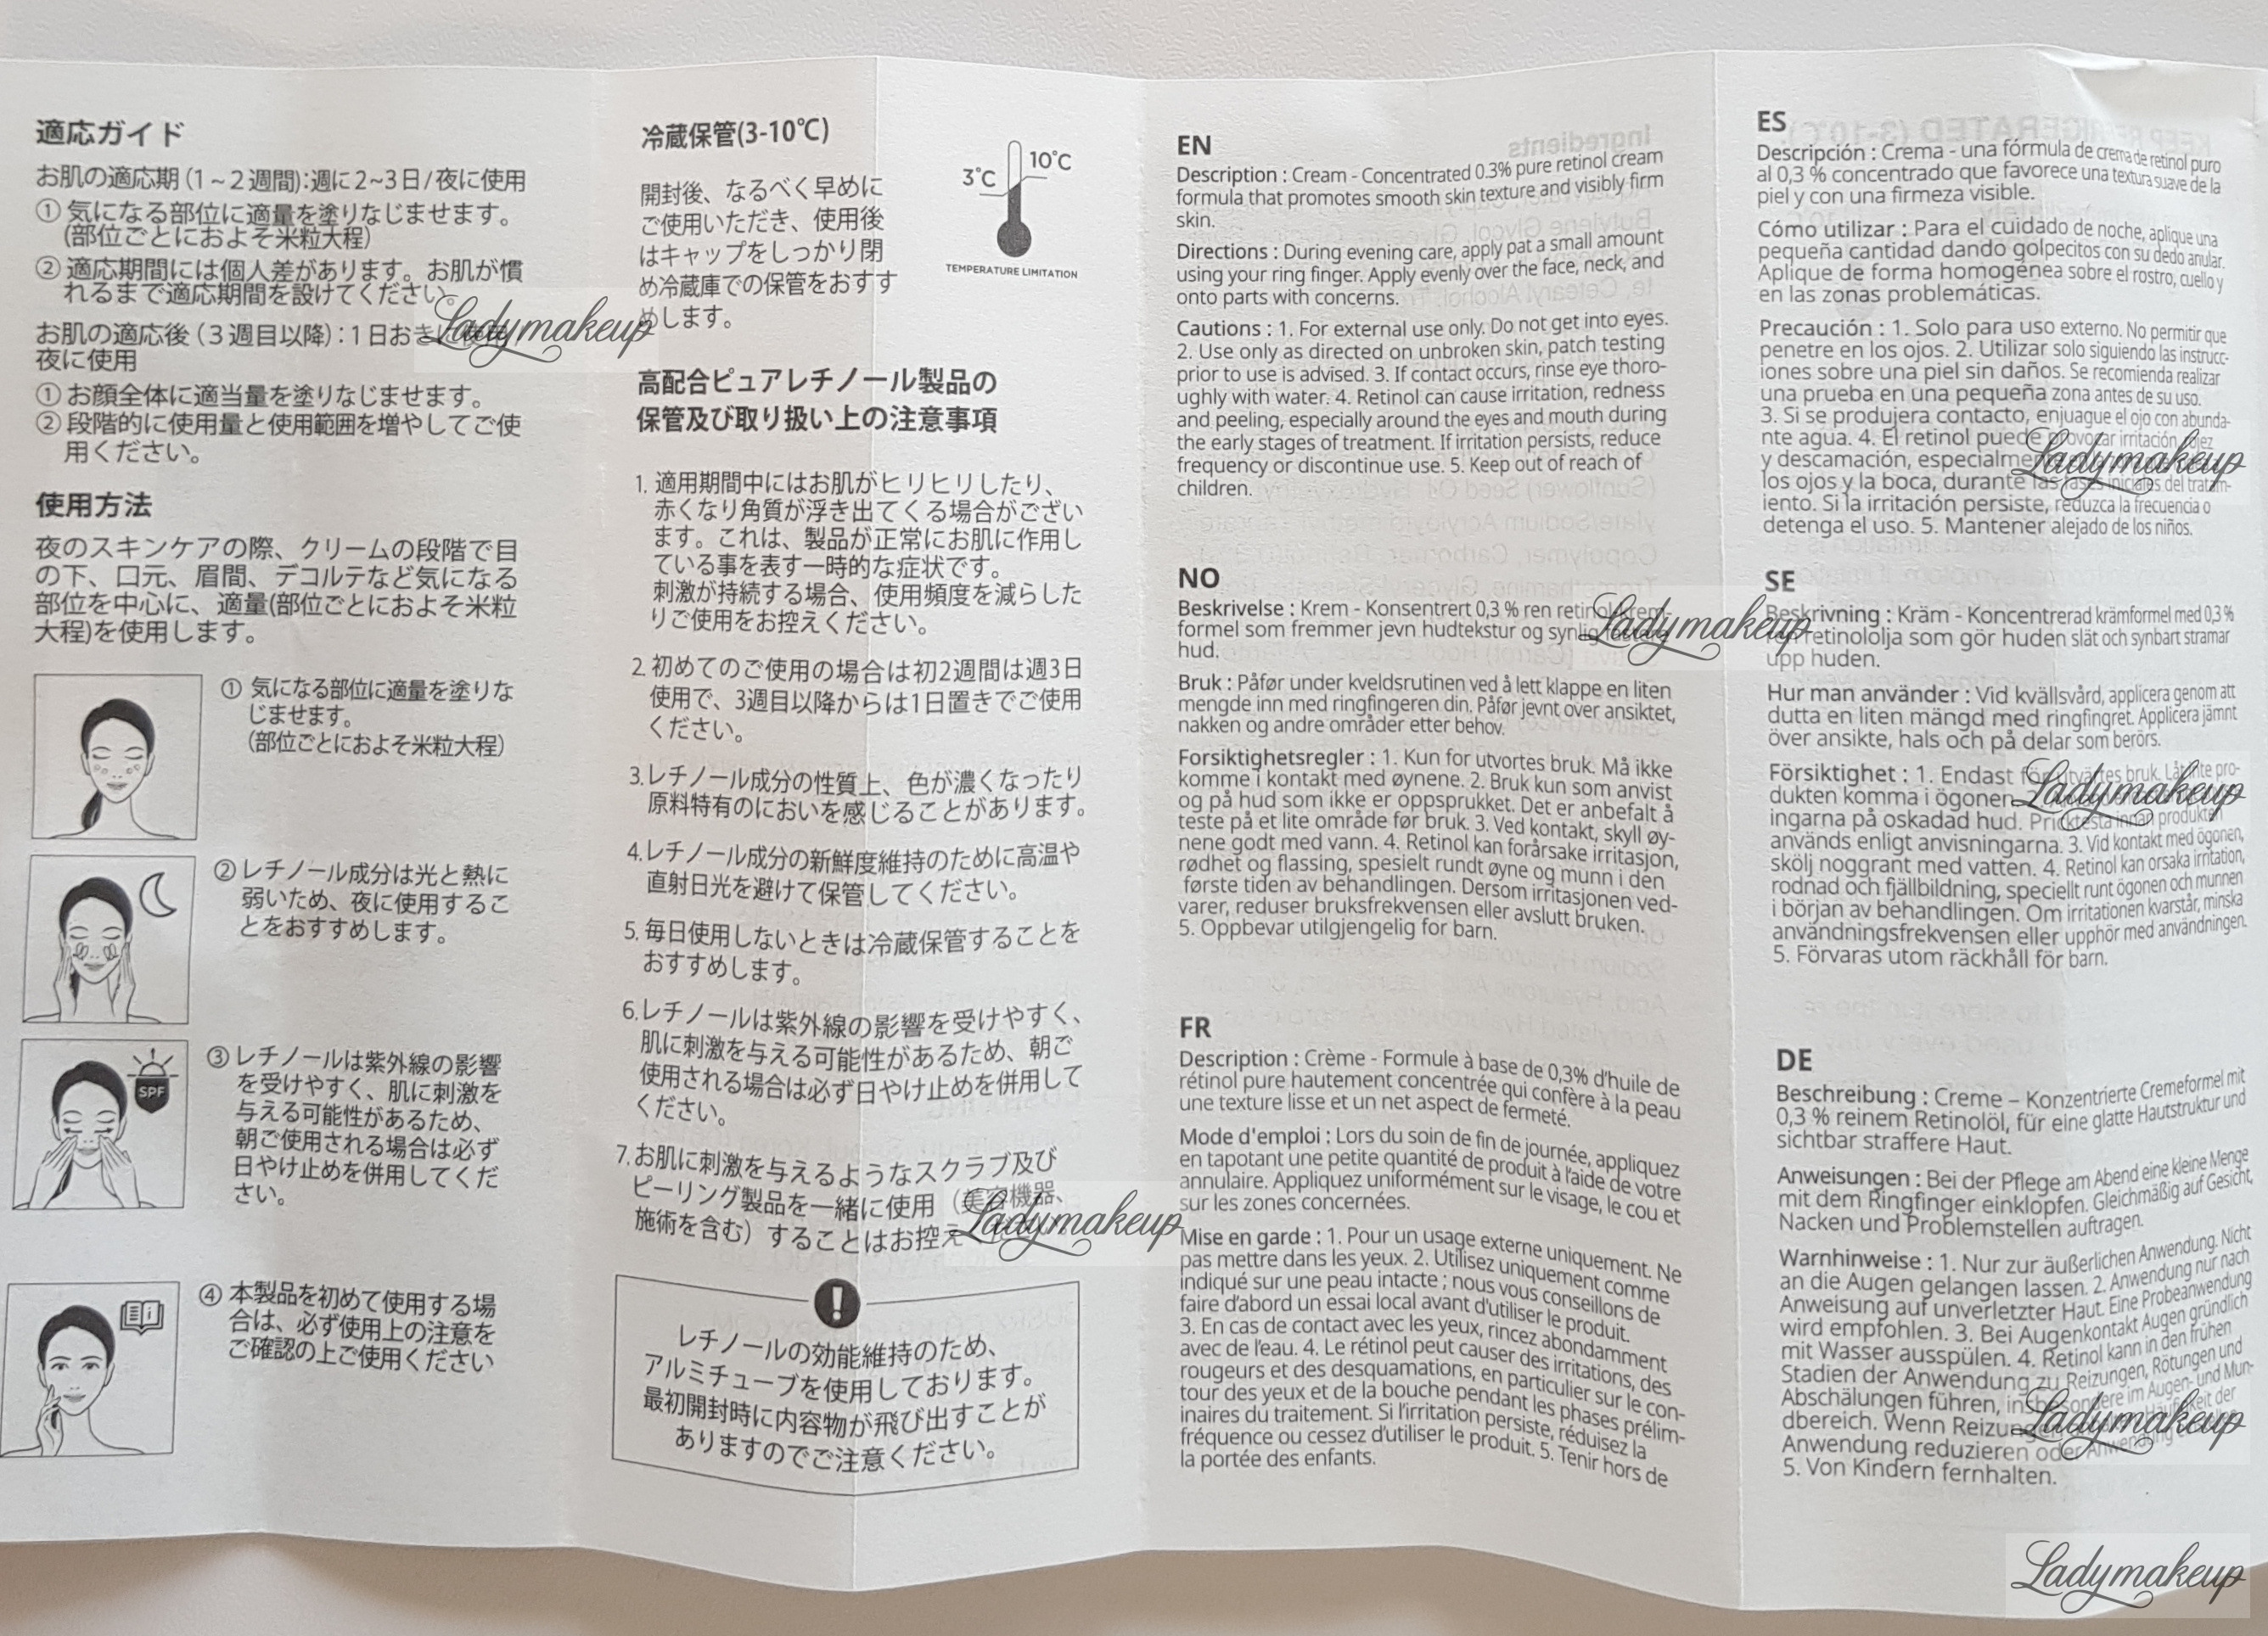 適応ガイド
お肌の適応期(1~2週間):週に2~3日/夜に使用
① 気になる部位に適量を塗りなじませます。
(部位ごとにおよそ米粒大程)
② 適応期間には個人差があります。お肌が慣
れるまで適応期間を設けてください。
お肌の適応後(3週目以降):1日おきに使用
夜に使用
① お顔全体に適当量を塗りなじませます。
② 段階的に使用量と使用範囲を増やしてご使
用ください。
使用方法
夜のスキンケアの際、クリームの段階で目
の下、口元、眉間、デコルテなど気になる
部位を中心に、適量(部位ごとにおよそ米粒
大程)を使用します。
① 気になる部位に適量を塗りな
じませます。
(部位ごとにおよそ米粒大程)
② レチノール成分は光と熱に
弱いため、夜に使用するこ
とをおすすめします。
SPF
③ レチノールは紫外線の影響
を受けやすく、肌に刺激を
与える可能性があるため、
朝ご使用される場合は必ず
日やけ止めを併用してくだ
さい。
④ 本製品を初めて使用する場
合は、必ず使用上の注意を
ご確認の上ご使用ください
冷蔵保管(3-10℃)
開封後、なるべく早めに
ご使用いただき、使用後
はキャップをしっかり閉
め冷蔵庫での保管をおすす
めします。
10°C
3°C
TEMPERATURE LIMITATION
高配合ピュアレチノール製品の
保管及び取り扱い上の注意事項
1. 適用期間中にはお肌がヒリヒリしたり、
赤くなり角質が浮き出てくる場合がござい
ます。これは、製品が正常にお肌に作用し
ている事を表す一時的な症状です。
刺激が持続する場合、使用頻度を減らした
りご使用をお控えください。
2. 初めてのご使用の場合は初2週間は週3日
使用で、3週目以降からは1日置きでご使用
ください。
3.レチノール成分の性質上、色が濃くなったり
原料特有のにおいを感じることがあります。
4.レチノール成分の新鮮度維持のために高温や
直射日光を避けて保管してください。
5. 毎日使用しないときは冷蔵保管することを
おすすめします。
6.レチノールは紫外線の影響を受けやすく、
肌に刺激を与える可能性があるため、朝ご
使用される場合は必ず日やけ止めを併用して
ください。
7.お肌に刺激を与えるようなスクラブ及び
ピーリング製品を一緒に使用(美容機器、
施術を含む)することはお控え
レチノールの効能維持のため、
アルミチューブを使用しております。
最初開封時に内容物が飛び出すことが
ありますのでご注意ください。
EN
Description : Cream - Concentrated 0.3% pure retinol cream
formula that promotes smooth skin texture and visibly firm
skin.
Directions : During evening care, apply pat a small amount
using your ring finger. Apply evenly over the face, neck, and
onto parts with concerns.
Cautions : 1. For external use only. Do not get into eyes.
2. Use only as directed on unbroken skin, patch testing
prior to use is advised. 3. If contact occurs, rinse eye thoro-
ughly with water. 4. Retinol can cause irritation, redness
and peeling, especially around the eyes and mouth during
the early stages of treatment. If irritation persists, reduce
frequency or discontinue use. 5. Keep out of reach of
children.
NO
Beskrivelse : Krem - Konsentrert 0,3 % ren retinol krem-
formel som fremmer jevn hudtekstur og synlig fastere
hud.
Bruk : Påfør under kveldsrutinen ved å lett klappe en liten
mengde inn med ringfingeren din. Påfør jevnt over ansiktet,
nakken og andre områder etter behov.
Forsiktighetsregler : 1. Kun for utvortes bruk. Må ikke
komme i kontakt med øynene. 2. Bruk kun som anvist
og på hud som ikke er oppsprukket. Det er anbefalt å
teste på et lite område før bruk. 3. Ved kontakt, skyll øy-
nene godt med vann. 4. Retinol kan forårsake irritasjon,
rødhet og flassing, spesielt rundt øyne og munn i den
første tiden av behandlingen. Dersom irritasjonen ved-
varer, reduser bruksfrekvensen eller avslutt bruken.
5. Oppbevar utilgjengelig for barn.
FR
Description : Crème - Formule à base de 0,3% d'huile de
rétinol pure hautement concentrée qui confère à la peau
une texture lisse et un net aspect de fermeté.
Mode d'emploi : Lors du soin de fin de journée, appliquez
en tapotant une petite quantité de produit à l'aide de votre
annulaire. Appliquez uniformément sur le visage, le cou et
sur les zones concernées.
Mise en garde : 1. Pour un usage externe uniquement. Ne
pas mettre dans les yeux. 2. Utilisez uniquement comme
indiqué sur une peau intacte ; nous vous conseillons de
faire d'abord un essai local avant d'utiliser le produit.
3. En cas de contact avec les yeux, rincez abondamment
avec de l'eau. 4. Le rétinol peut causer des irritations, des
rougeurs et des desquamations, en particulier sur le con-
tour des yeux et de la bouche pendant les phases prélim-
inaires du traitement. Si l'irritation persiste, réduisez la
fréquence ou cessez d'utiliser le produit. 5. Tenir hors de
la portée des enfants.
ES
Descripción : Crema - una fórmula de crema de retinol puro
al 0,3 % concentrado que favorece una textura suave de la
piel y con una firmeza visible.
Cómo utilizar : Para el cuidado de noche, aplique una
pequeña cantidad dando golpecitos con su dedo anular.
Aplique de forma homogénea sobre el rostro, cuello y
en las zonas problemáticas.
Precaución : 1. Solo para uso externo. No permitir que
penetre en los ojos. 2. Utilizar solo siguiendo las instrucc-
iones sobre una piel sin daños. Se recomienda realizar
una prueba en una pequeña zona antes de su uso.
3. Si se produjera contacto, enjuague el ojo con abunda-
nte agua. 4. El retinol puede provocar irritación,
y descamación, especialme
los ojos y la boca, durante las fases iniciales del tratam-
iento. Si la irritación persiste, reduzca la frecuencia o
detenga el uso. 5. Mantener alejado de los niños.
SE
Beskrivning : Kräm - Koncentrerad krämformel med 0,3 %
retinololja som gör huden slät och synbart stramar
upp huden.
Hur man använder : Vid kvällsvård, applicera genom att
dutta en liten mängd med ringfingret. Applicera jämnt
över ansikte, hals och på delar som berörs.
Försiktighet : 1. Endast för utvärtes bruk. Låt inte pro-
dukten komma i ögonen.
ingarna på oskadad hud. Pricktesta innan produkten
används enligt anvisningarna. 3. Vid kontakt med ögonen,
skölj noggrant med vatten. 4. Retinol kan orsaka irritation,
rodnad och fjällbildning, speciellt runt ögonen och munnen
i början av behandlingen. Om irritationen kvarstår, minska
användningsfrekvensen eller upphör med användningen.
5. Förvaras utom räckhåll för barn.
DE
Beschreibung : Creme – Konzentrierte Cremeformel mit
0,3 % reinem Retinolöl, für eine glatte Hautstruktur und
sichtbar straffere Haut.
Anweisungen : Bei der Pflege am Abend eine kleine Menge
mit dem Ringfinger einklopfen. Gleichmäßig auf Gesicht,
Nacken und Problemstellen auftragen.
Warnhinweise : 1. Nur zur äußerlichen Anwendung. Nicht
an die Augen gelangen lassen. 2. Anwendung nur nach
Anweisung auf unverletzter Haut. Eine Probeanwendung
wird empfohlen. 3. Bei Augenkontakt Augen gründlich
mit Wasser ausspülen. 4. Retinol kann in den frühen
Stadien der Anwendung zu Reizungen, Rötungen und
Abschälungen führen, insbesondere im Augen- und Mun-
dbereich. Wenn Reizungen Häufigkeit der
Anwendung reduzieren oder Anwendung
5. Von Kindern fernhalten.
Ladymakeup
Ladymakeup
Ladymakeup
Ladymakeup
Ladymakeup
Ladymakeup
Ladymakeup